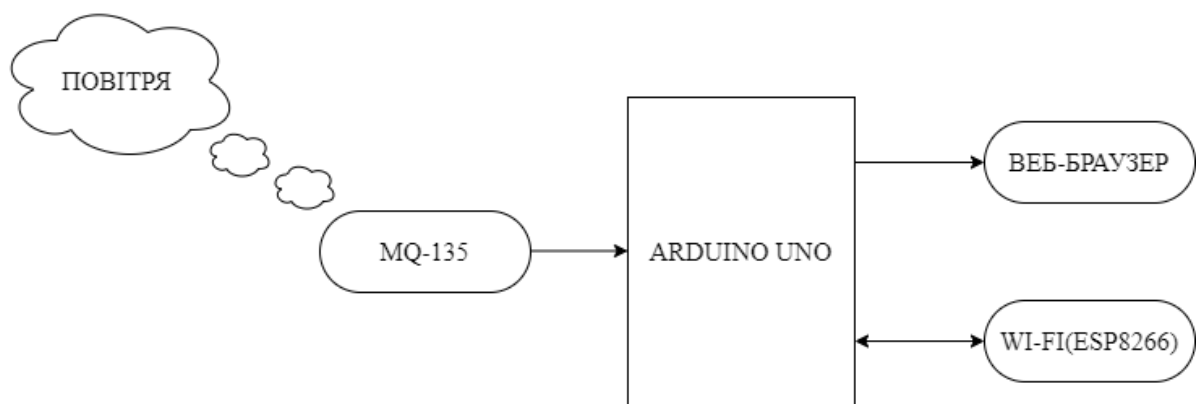 ПОВІТРЯ
MQ-135
ARDUINO UNO
ВЕБ-БРАУЗЕР
WI-FI(ESP8266)